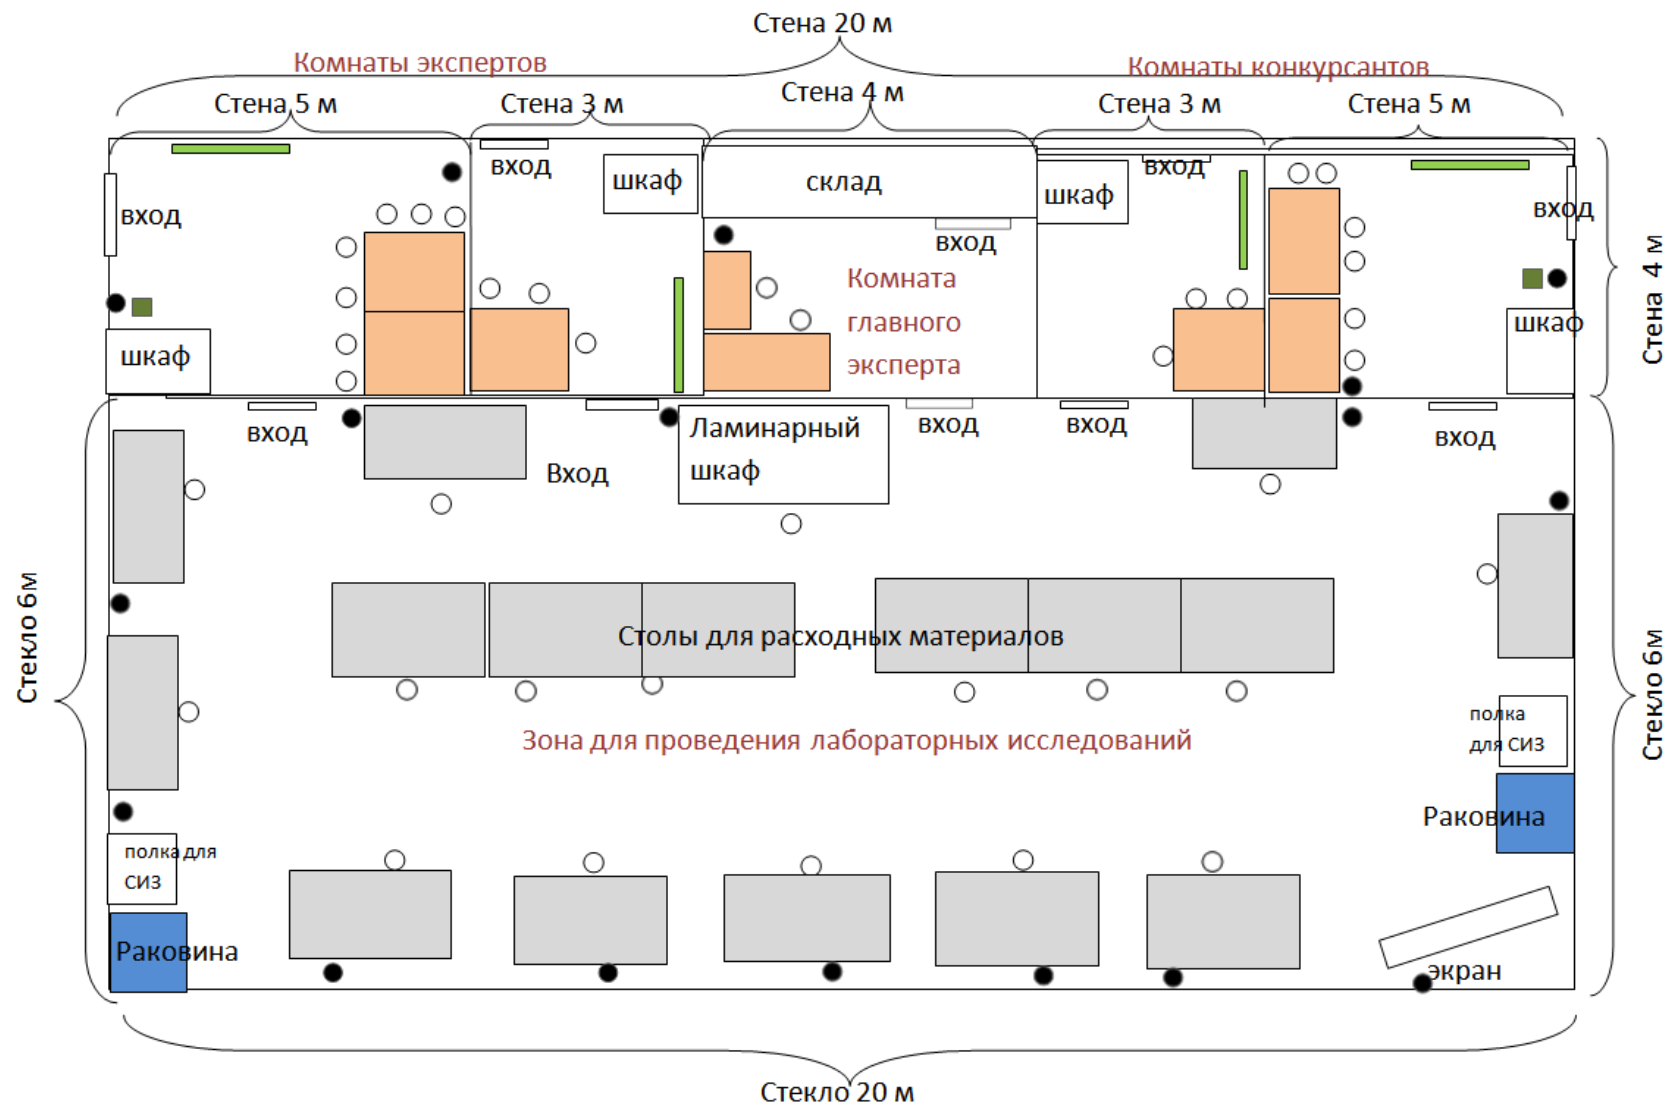 Стена 20 м
Комнаты экспертов
Комнаты конкурсантов
Стена 5 м
Стена 3 м
Стена 4 м
Стена 3 м
Стена 5 м
вход
шкаф
склад
вход
шкаф
вход
вход
вход
Комната
главного
эксперта
шкаф
шкаф
Стена 4 м
вход
Вход
Ламинарный
шкаф
вход
вход
вход
Стекло 6м
Столы для расходных материалов
Стекло 6м
Зона для проведения лабораторных исследований
полка
для СИЗ
Раковина
полка для
СИЗ
Раковина
экран
Стекло 20 м